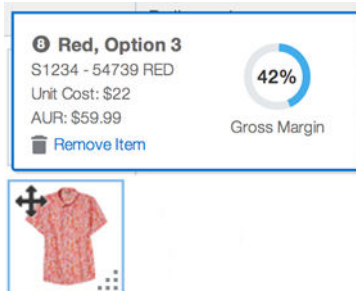 8 Red, Option 3
S1234 - 54739 RED
Unit Cost: $22
AUR: $59.99
Remove Item
42%
Gross Margin